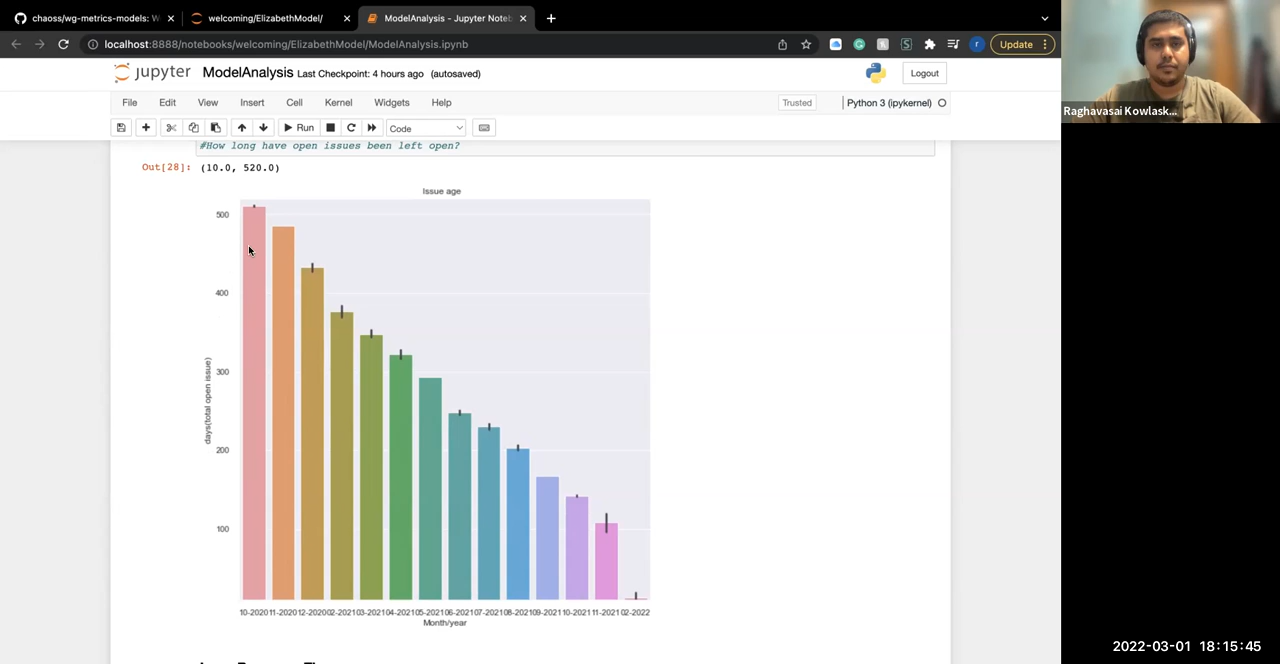 chaoss/wg-metrics-models: W
welcoming/ElizabethModel/
ModelAnalysis - Jupyter Noteb
localhost:8888/notebooks/welcoming/ElizabethModel/ModelAnalysis.ipynb
r
Update
jupyter ModelAnalysis Last Checkpoint: 4 hours ago (autosaved)
Logout
File Edit View Insert Cell Kernel Widgets Help
Trusted
Python 3 (ipykernel)
Run
Code
#How long have open issues been left open?
Out[28]: (10.0, 520.0)
Issue age
500
400
300
200
100
days(total open issue)
10-2020 11-2020 12-2020 02-2021 03-2021 04-2021 05-2021 06-2021 07-2021 08-2021 09-2021 10-2021 11-2021 02-2022
Month/year
Raghavasai Kowlask...
2022-03-01 18:15:45